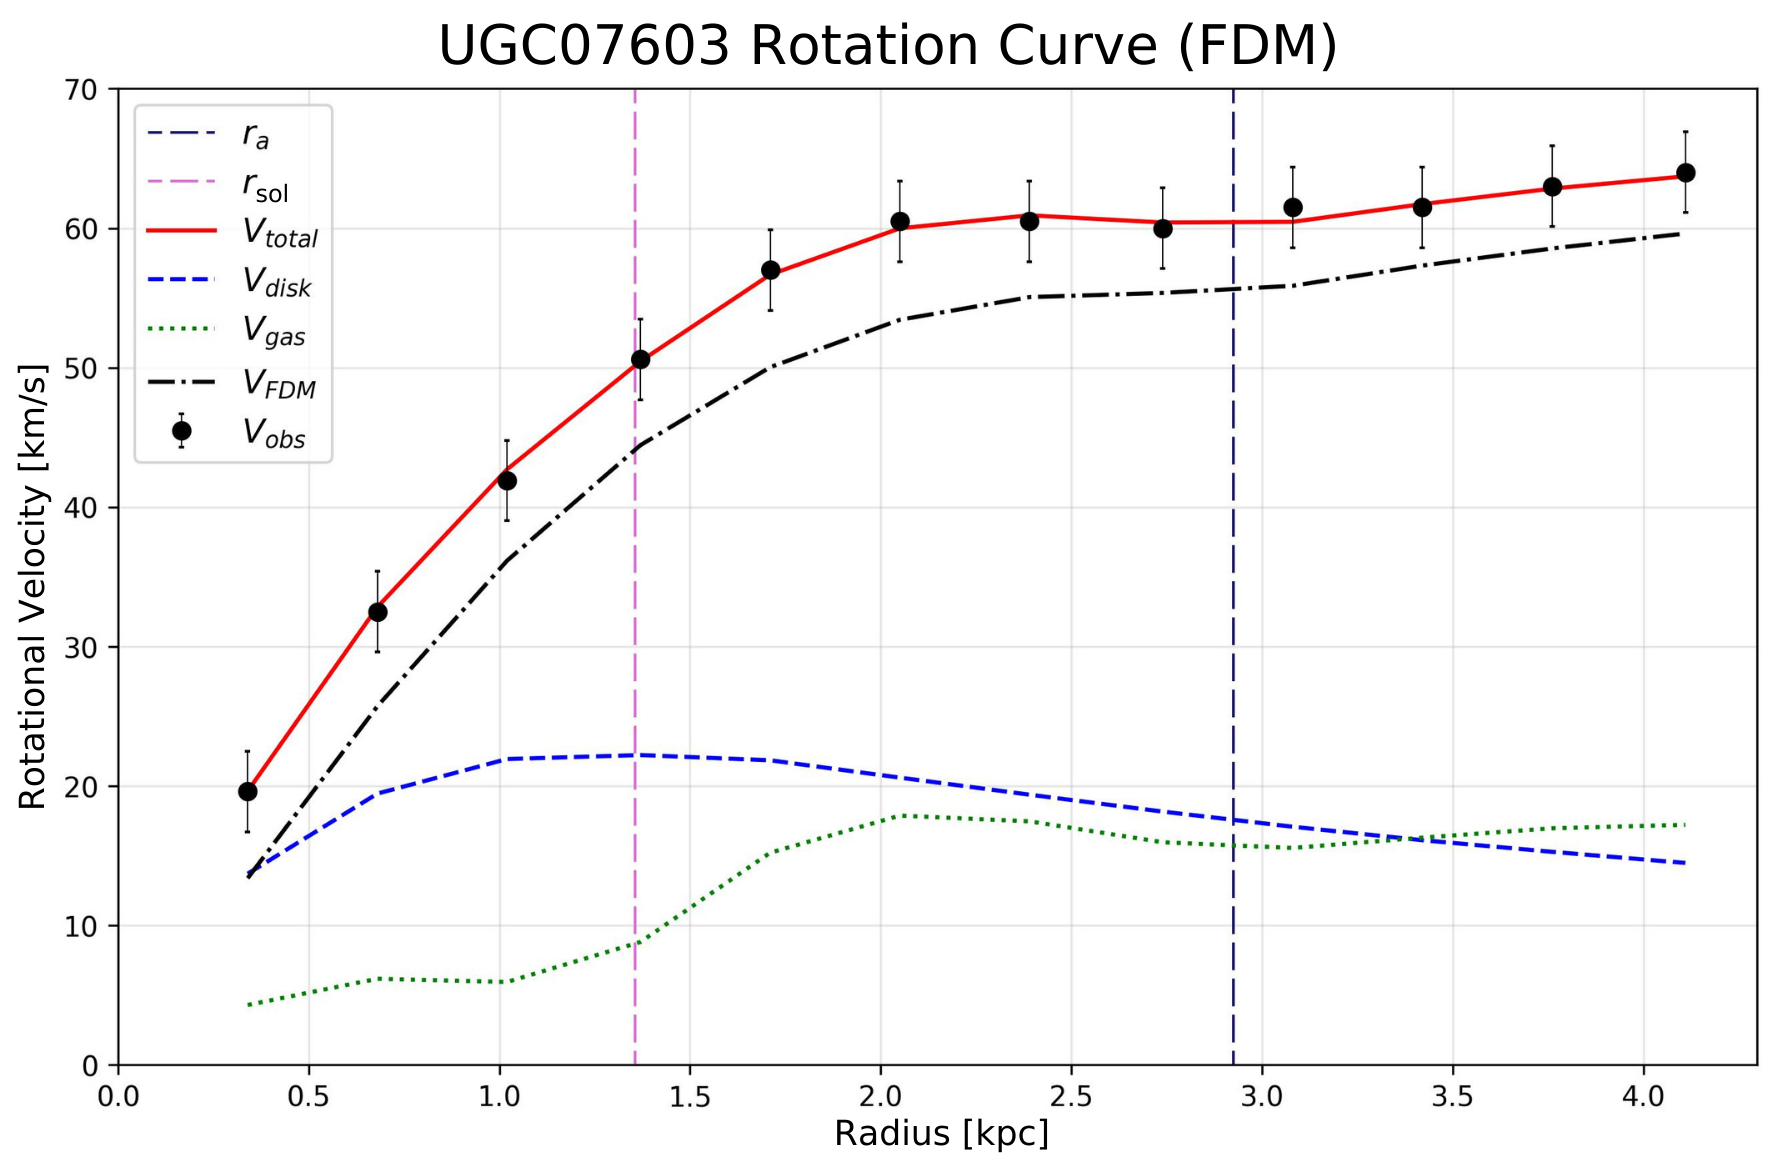 UGC07603 Rotation Curve (FDM)
70
60
50
40
30
20
10
0
Rotational Velocity [km/s]
r_a
r_sol
V_total
V_disk
V_gas
V_FDM
V_obs
0.0 0.5 1.0 1.5 2.0 2.5 3.0 3.5 4.0
Radius [kpc]